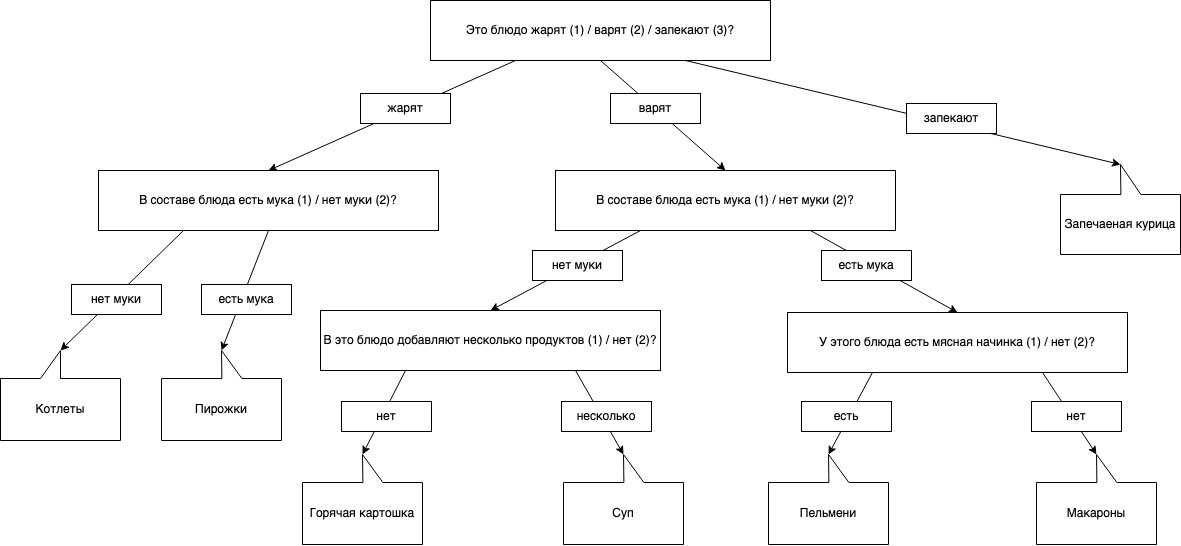 Это блюдо жарят (1) / варят (2) / запекают (3)?
жарят
варят
запекают
В составе блюда есть мука (1) / нет муки (2)?
В составе блюда есть мука (1) / нет муки (2)?
Запечаеная курица
нет муки
есть мука
нет муки
есть мука
В это блюдо добавляют несколько продуктов (1) / нет (2)?
У этого блюда есть мясная начинка (1) / нет (2)?
Котлеты
Пирожки
нет
несколько
есть
нет
Горячая картошка
Суп
Пельмени
Макароны